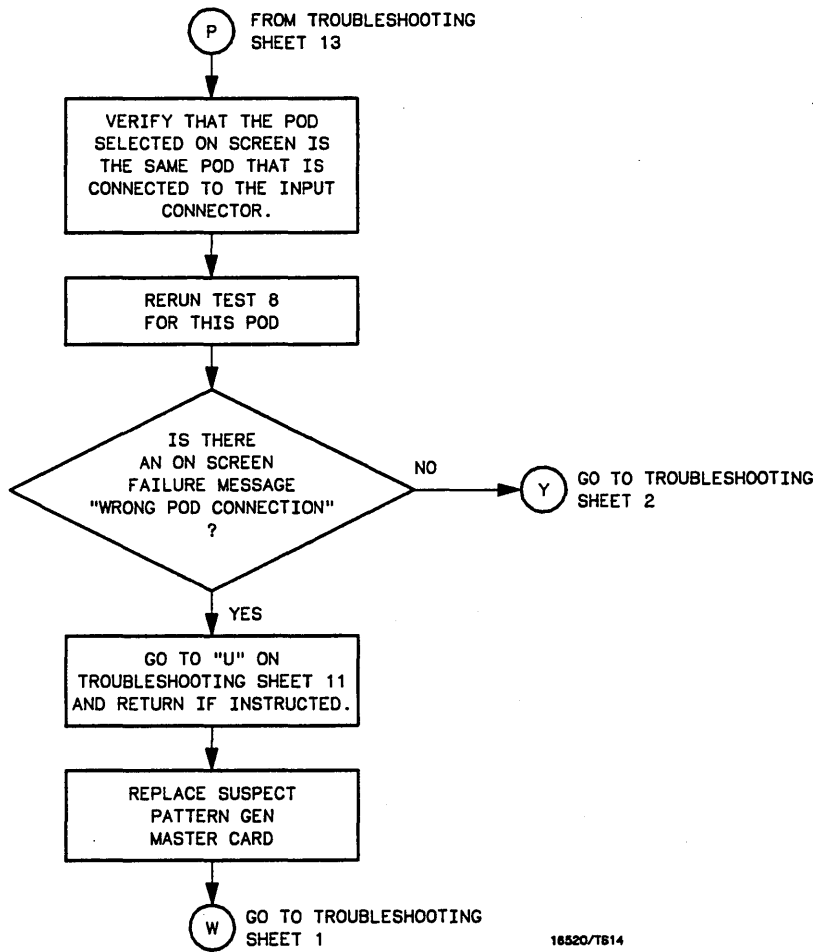 P
FROM TROUBLESHOOTING
SHEET 13
VERIFY THAT THE POD
SELECTED ON SCREEN IS
THE SAME POD THAT IS
CONNECTED TO THE INPUT
CONNECTOR.
RERUN TEST 8
FOR THIS POD
IS THERE
AN ON SCREEN
FAILURE MESSAGE
"WRONG POD CONNECTION"
?
NO
Y
GO TO TROUBLESHOOTING
SHEET 2
YES
GO TO "U" ON
TROUBLESHOOTING SHEET 11
AND RETURN IF INSTRUCTED.
REPLACE SUSPECT
PATTERN GEN
MASTER CARD
W
GO TO TROUBLESHOOTING
SHEET 1
16520/TS14